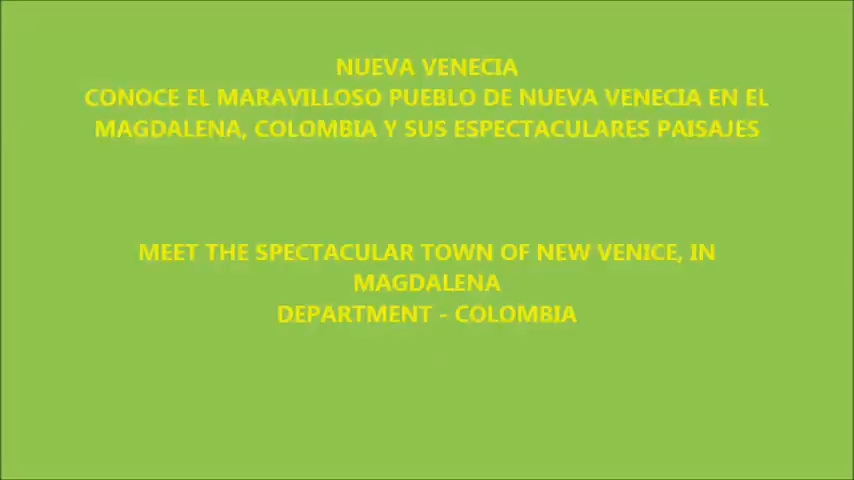 NUEVA VENECIA
CONOCE EL MARAVILLOSO PUEBLO DE NUEVA VENECIA EN EL
MAGDALENA, COLOMBIA Y SUS ESPECTACULARES PAISAJES
MEET THE SPECTACULAR TOWN OF NEW VENICE, IN
MAGDALENA
DEPARTMENT - COLOMBIA